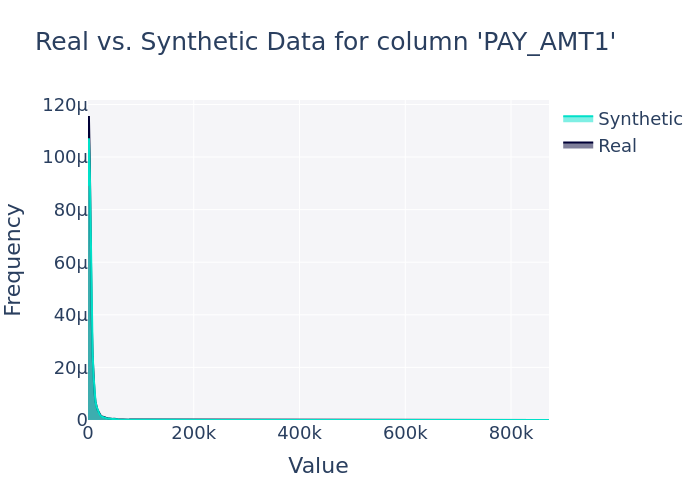 Real vs. Synthetic Data for column 'PAY_AMT1'
120μ
100μ
80μ
60μ
40μ
20μ
0
0 200k 400k 600k 800k
Value
Frequency
Synthetic
Real